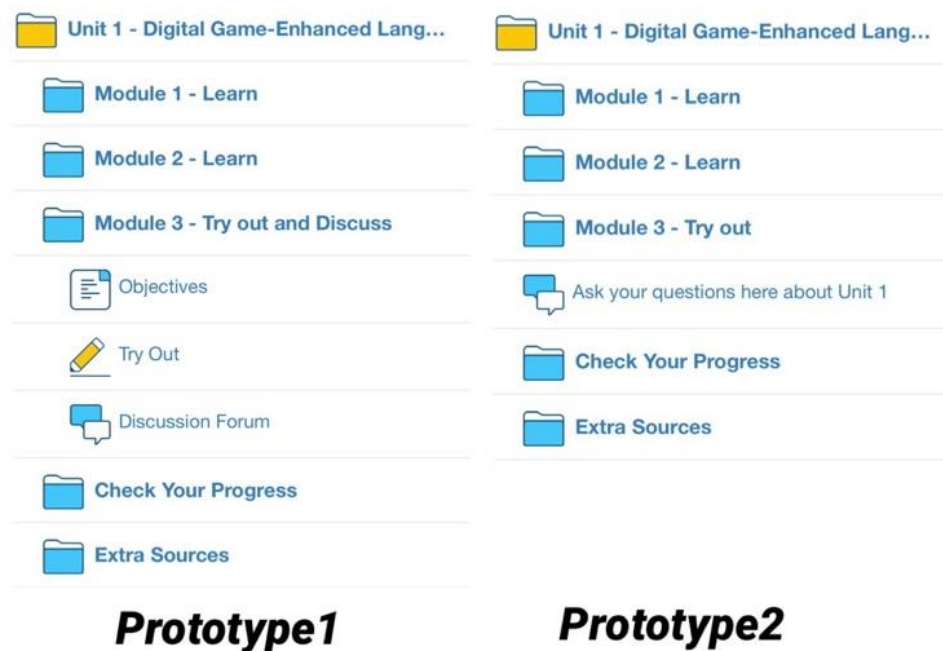 Unit 1 - Digital Game-Enhanced Lang...
Module 1 - Learn
Module 2 - Learn
Module 3 - Try out and Discuss
Objectives
Try Out
Discussion Forum
Check Your Progress
Extra Sources
Prototype1
Unit 1 - Digital Game-Enhanced Lang...
Module 1 - Learn
Module 2 - Learn
Module 3 - Try out
Ask your questions here about Unit 1
Check Your Progress
Extra Sources
Prototype2